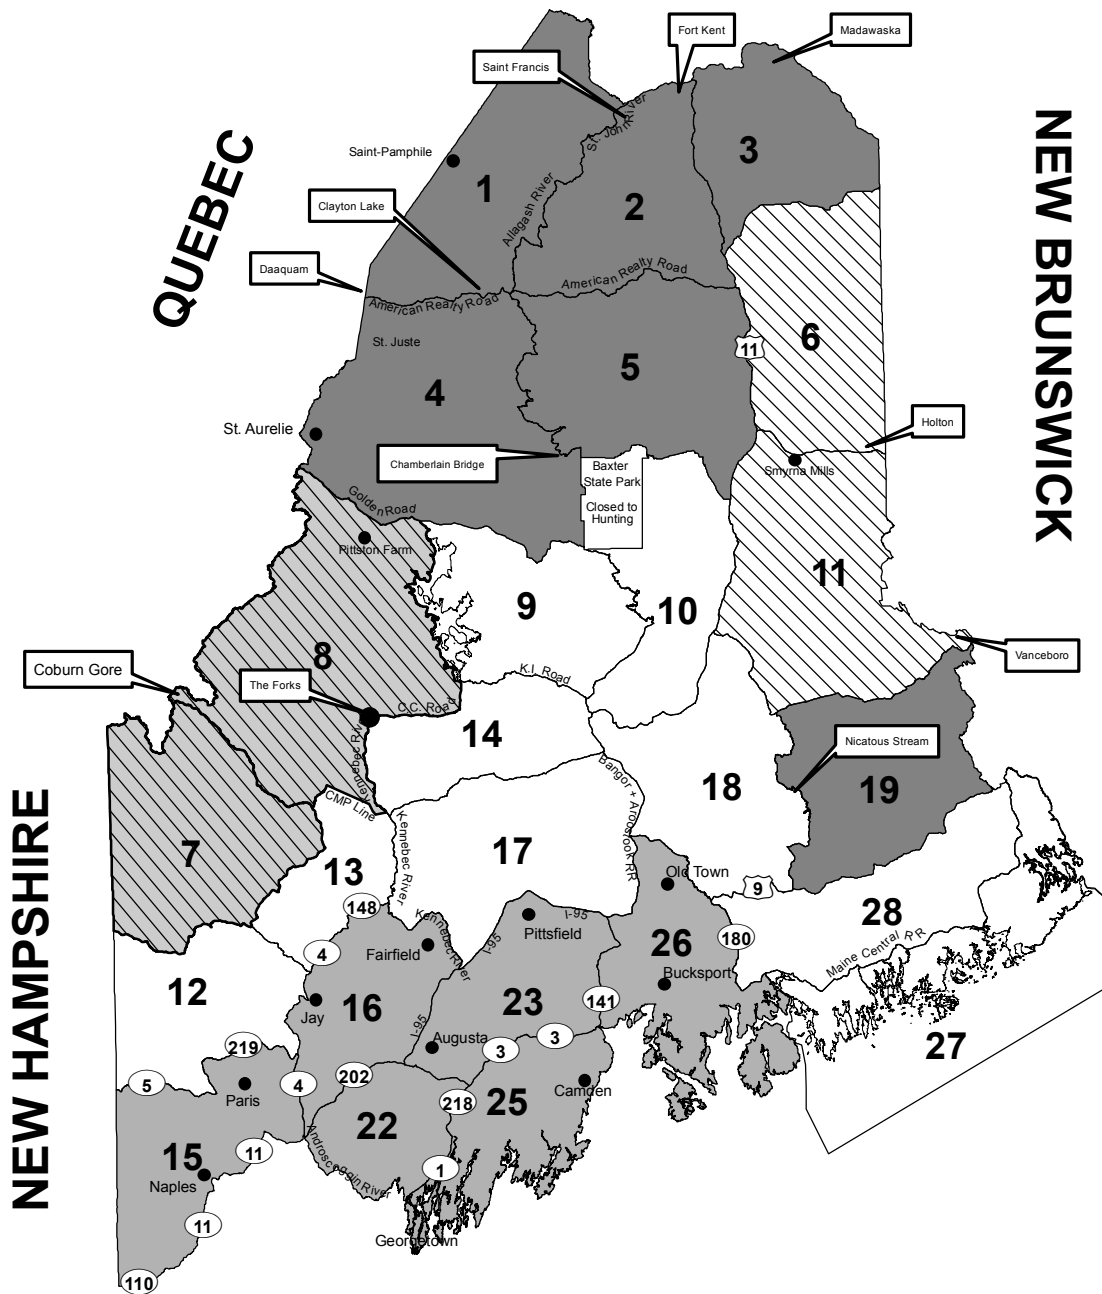 Fort Kent
Madawaska
Saint Francis
St. John River
3
Saint-Pamphile
1
2
Allagash River
Clayton Lake
QUEBEC
NEW BRUNSWICK
Daaquam
American Realty Road
American Realty Road
St. Juste
11
6
5
4
Holton
St. Aurelie
Chamberlain Bridge
Baxter
State Park
Closed to
Hunting
Smyrna Mills
Golden Road
Pittston Farm
11
9
10
8
Coburn Gore
The Forks
K.I. Road
C.C. Road
Vanceboro
14
Kennebec Riv
Nicatous Stream
Bangor + Aroostook RR
18
19
CMP Line
NEW HAMPSHIRE
7
13
Kennebec River
17
Old Town
9
148
Kennebec River
I-95
I-95
Pittsfield
28
4
Fairfield
26
180
Maine Central RR
12
Bucksport
Jay
16
23
141
I-95
Augusta
3
3
27
219
5
4
202
Paris
218
25
Camden
22
15
11
Androscoggin River
1
Naples
11
Georgetown
110